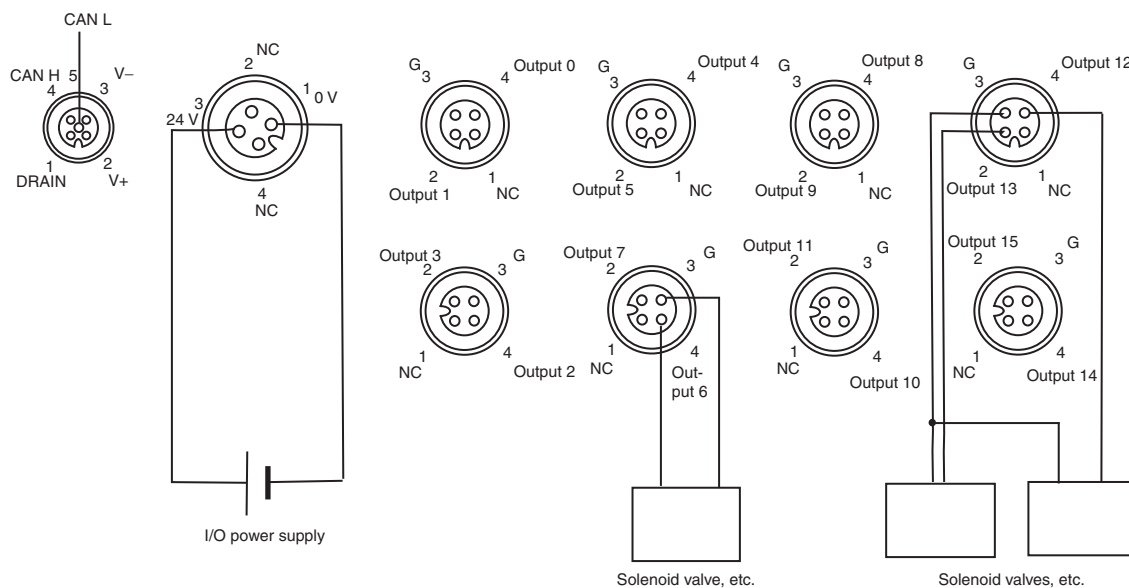 CAN L
CAN H
5
V–
4
3
1
2
DRAIN
V+
NC
2
3
1
0 V
24 V
4
NC
G
3
4
Output 0
2
1
Output 1
NC
G
3
4
Output 4
2
1
Output 5
NC
G
3
4
Output 8
2
1
Output 9
NC
G
3
4
Output 12
2
1
Output 13
NC
Output 3
2
3
G
1
4
NC
Output 2
Output 7
2
3
G
1
4
NC
Out-
put 6
Output 11
2
3
G
1
4
NC
Output 10
Output 15
2
3
G
1
4
NC
Output 14
I/O power supply
Solenoid valve, etc.
Solenoid valves, etc.